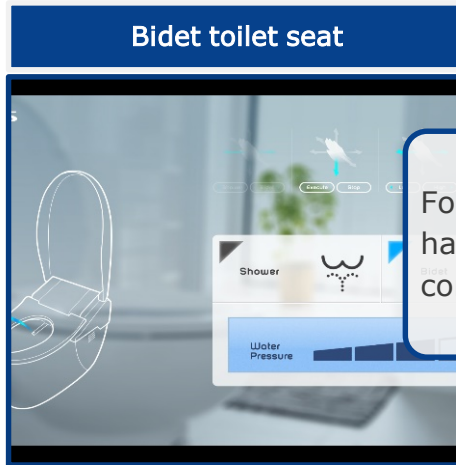 Bidet toilet seat
Execute Stop
Fo
ha
Shower
Bidet
co
Water
Pressure